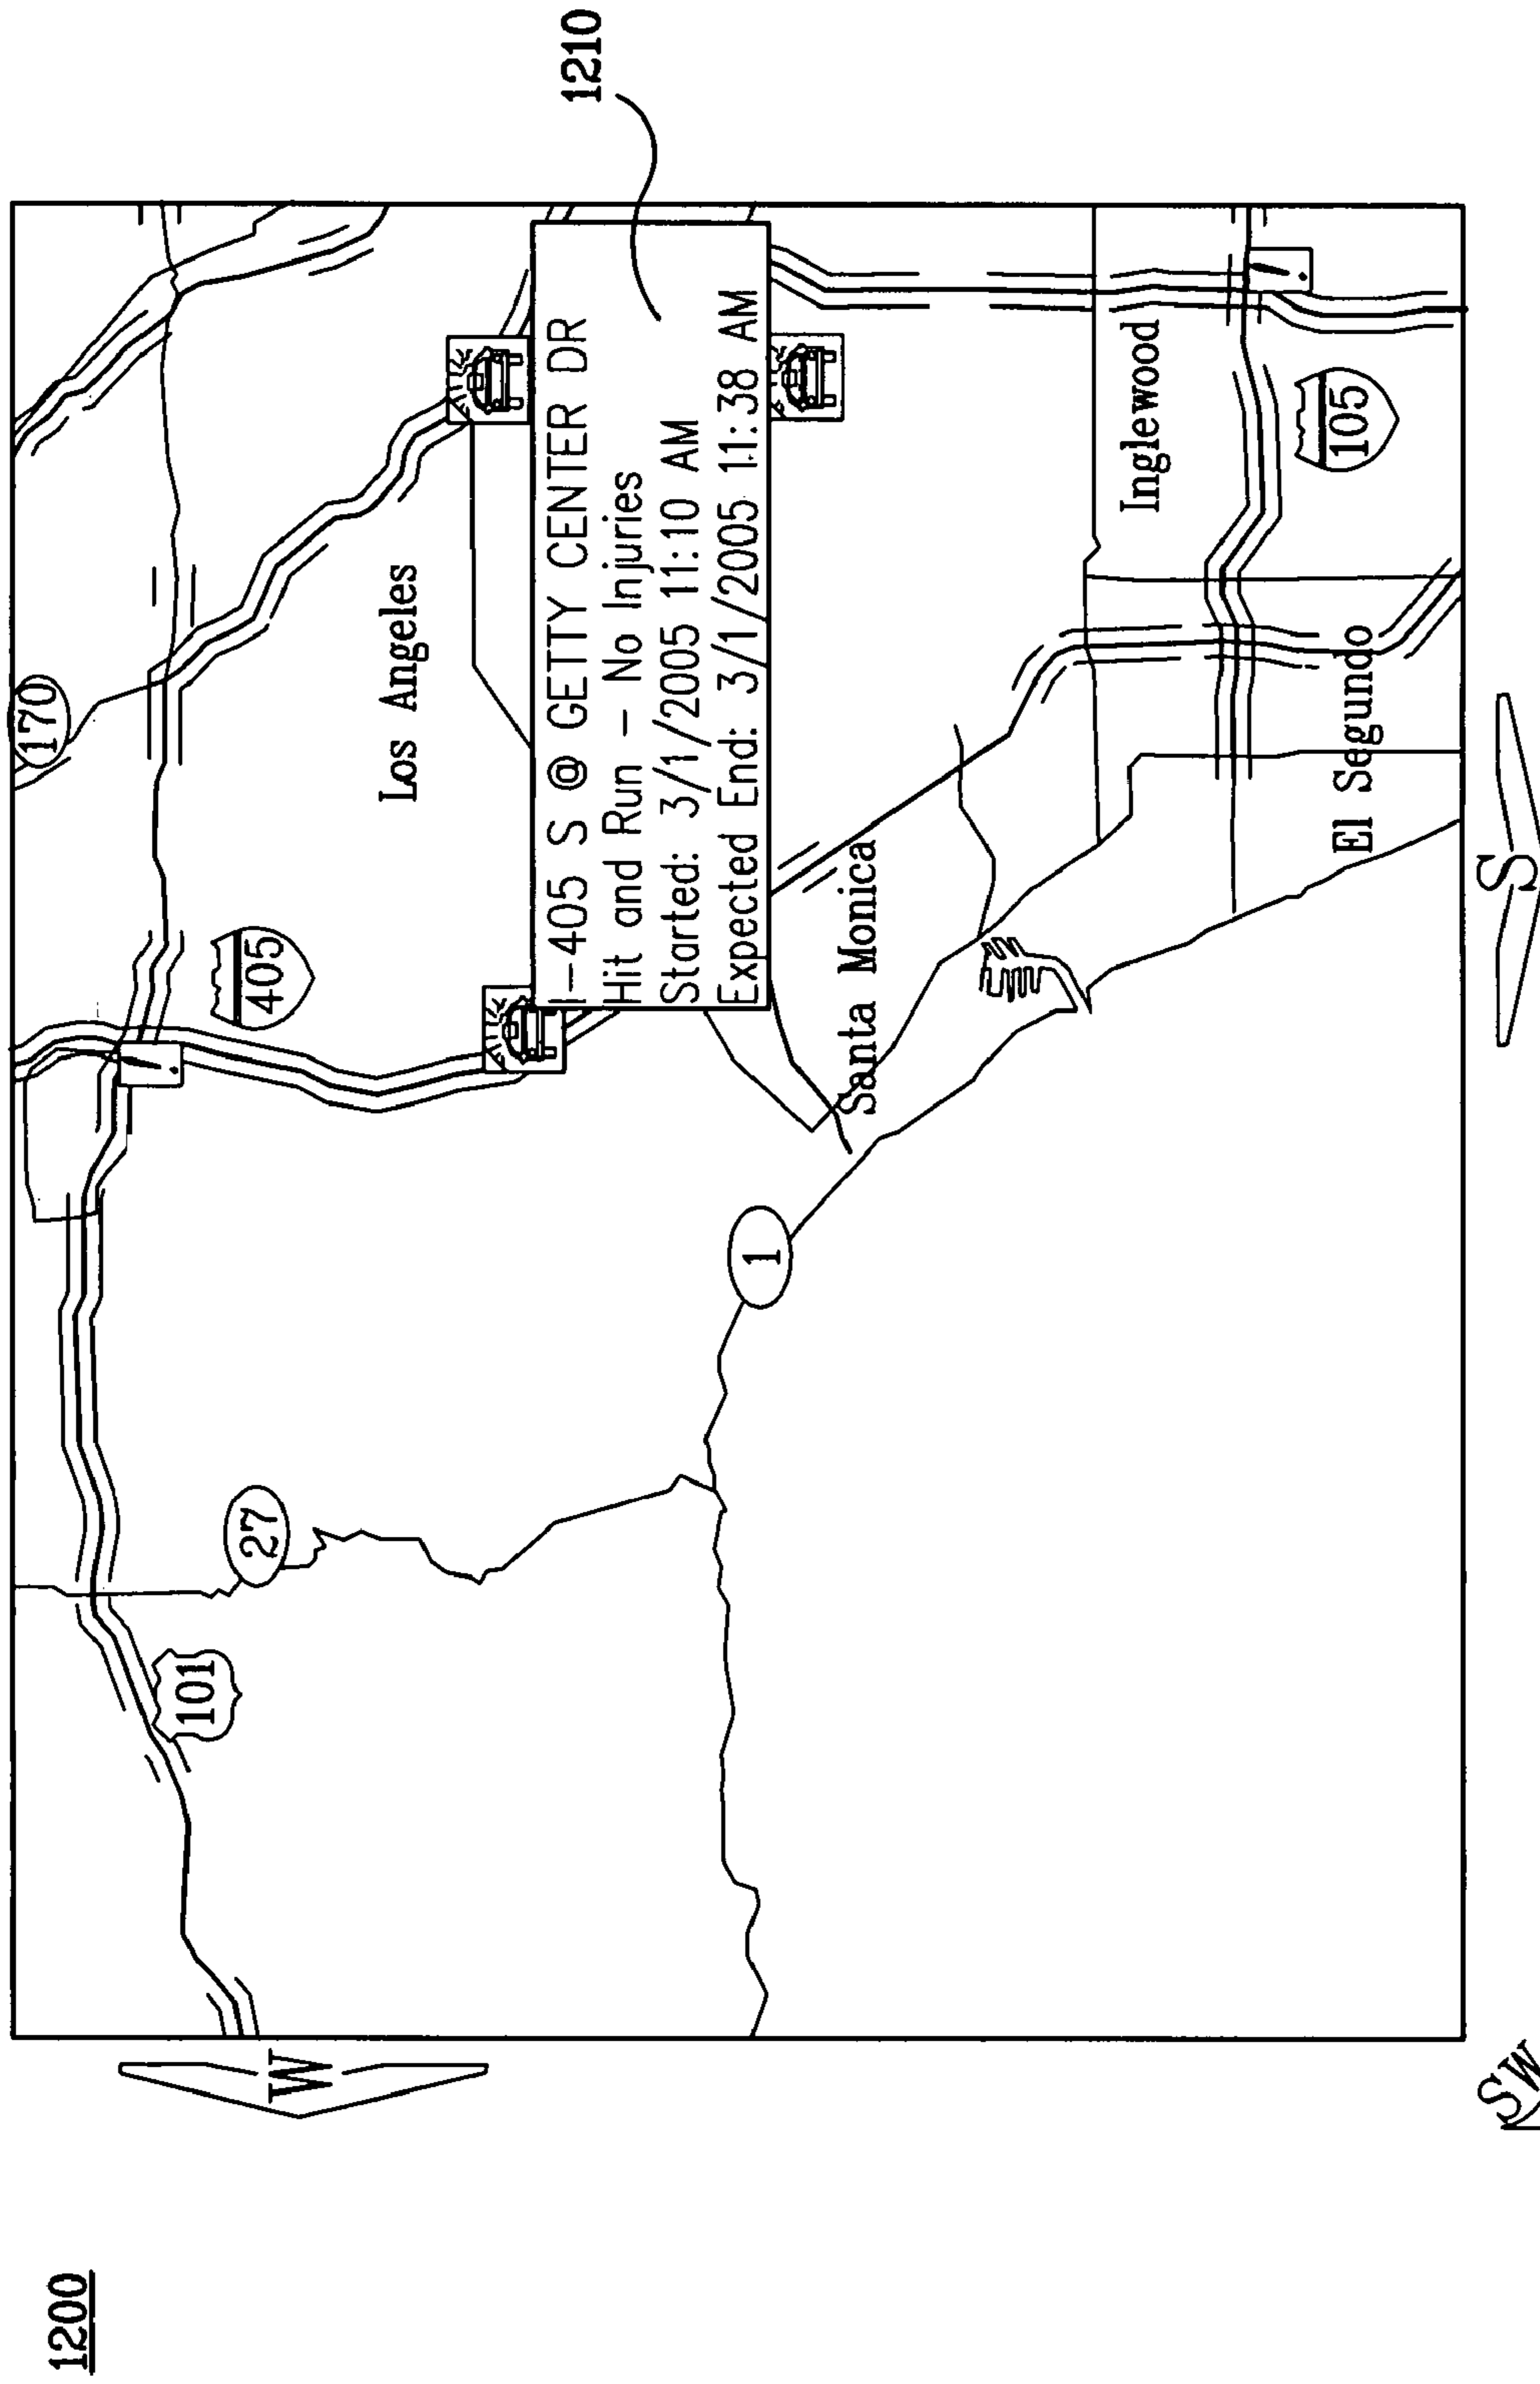 1200
170
405
101
27
Los Angeles
I-405 S @ GETTY CENTER DR
Hit and Run - No Injuries
Started: 3/1/2005 11:10 AM
Expected End: 3/1/2005 11:38 AM
1210
1
Santa Monica
Inglewood
105
El Segundo
W
SW
S